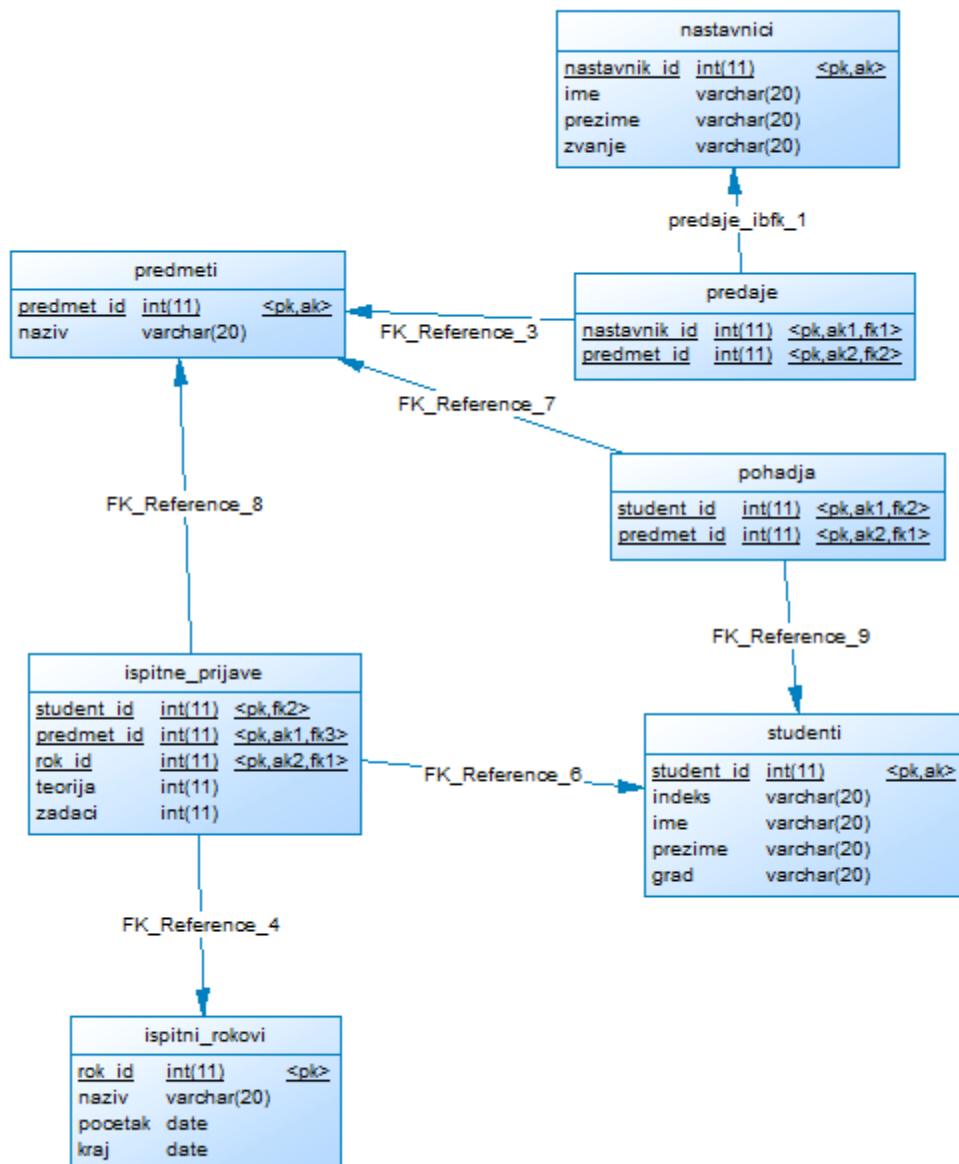 nastavnici
nastavnik_id int(11) <pk,ak>
ime varchar(20)
prezime varchar(20)
zvanje varchar(20)
predaje_ibfk_1
predmeti
predmet_id int(11) <pk,ak>
naziv varchar(20)
FK_Reference_3
predaje
nastavnik_id int(11) <pk,ak1,fk1>
predmet_id int(11) <pk,ak2,fk2>
FK_Reference_7
pohadja
student_id int(11) <pk,ak1,fk2>
predmet_id int(11) <pk,ak2,fk1>
FK_Reference_8
FK_Reference_9
ispitne_prijave
student_id int(11) <pk,fk2>
predmet_id int(11) <pk,ak1,fk3>
rok_id int(11) <pk,ak2,fk1>
teorija int(11)
zadaci int(11)
FK_Reference_6
studenti
student_id int(11) <pk,ak>
indeks varchar(20)
ime varchar(20)
prezime varchar(20)
grad varchar(20)
FK_Reference_4
ispitni_rokovi
rok_id int(11) <pk>
naziv varchar(20)
pocetak date
kraj date